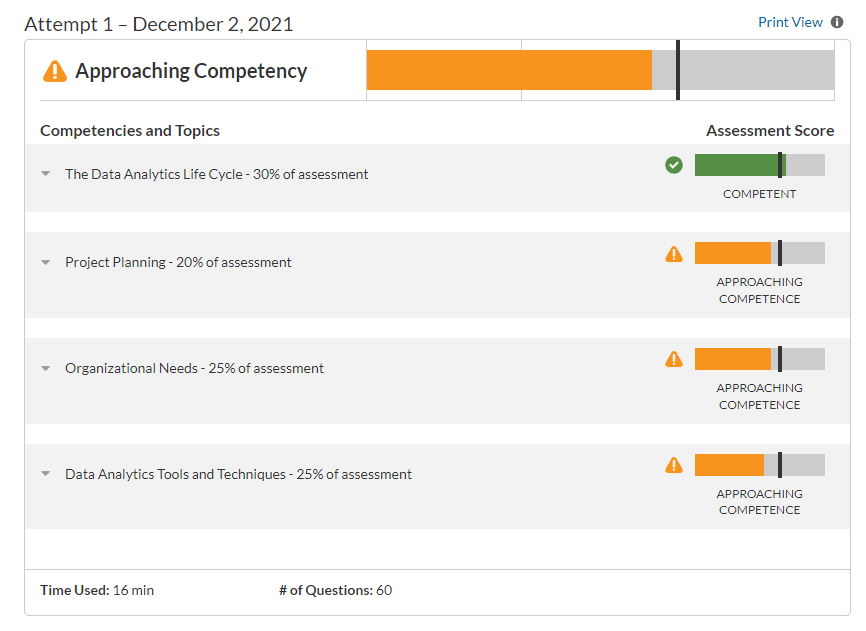 Attempt 1 – December 2, 2021
Print View
Approaching Competency
Competencies and Topics
Assessment Score
The Data Analytics Life Cycle - 30% of assessment
COMPETENT
Project Planning - 20% of assessment
APPROACHING
COMPETENCE
Organizational Needs - 25% of assessment
APPROACHING
COMPETENCE
Data Analytics Tools and Techniques - 25% of assessment
APPROACHING
COMPETENCE
Time Used: 16 min
# of Questions: 60